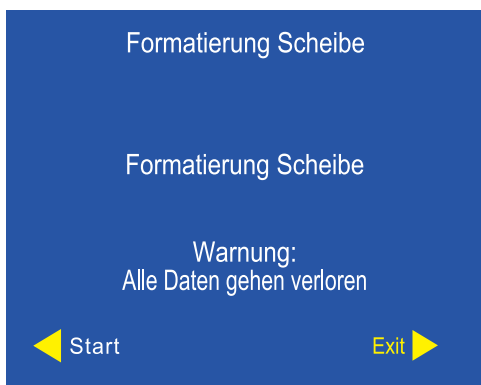 Formatierung Scheibe
Formatierung Scheibe
Warnung:
Alle Daten gehen verloren
Start
Exit